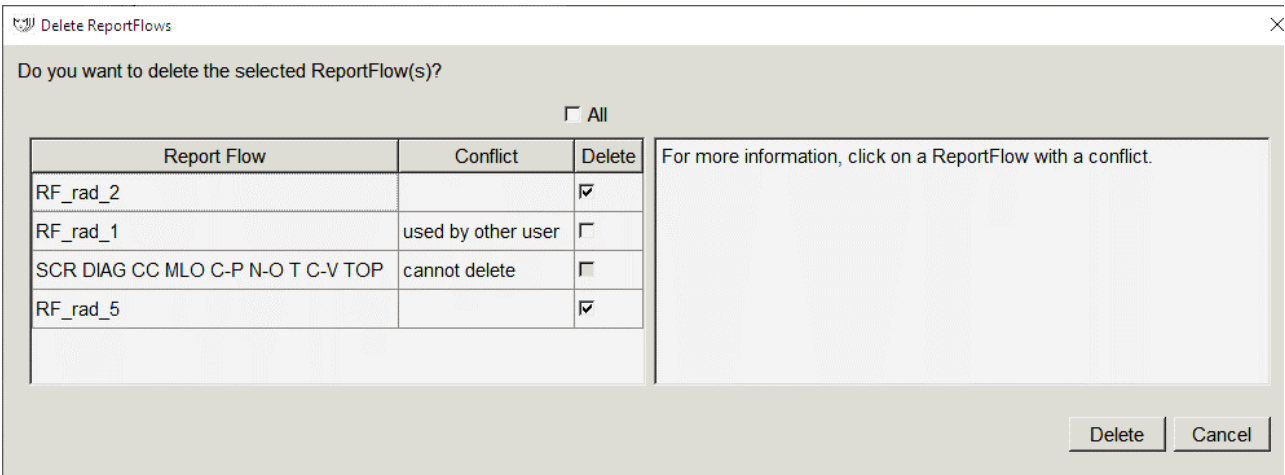 Delete ReportFlows
Do you want to delete the selected ReportFlow(s)?
All
Report Flow Conflict Delete
For more information, click on a ReportFlow with a conflict.
RF_rad_2
RF_rad_1 used by other user
SCR DIAG CC MLO C-P N-O T C-V TOP cannot delete
RF_rad_5
Delete Cancel